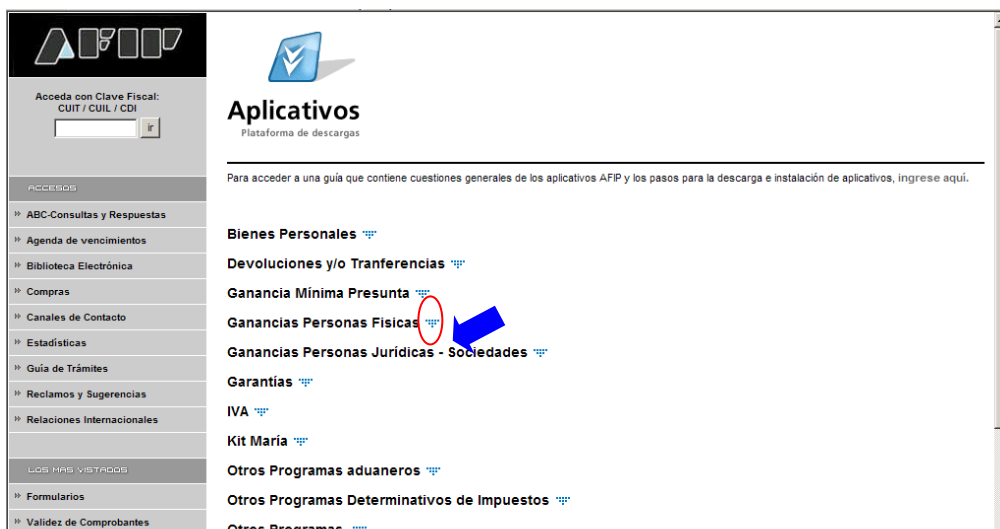 AFIP
Acceda con Clave Fiscal:
CUIT / CUIL / CDI
ir
ACCESOS
ABC-Consultas y Respuestas
Agenda de vencimientos
Biblioteca Electrónica
Compras
Canales de Contacto
Estadísticas
Guía de Trámites
Reclamos y Sugerencias
Relaciones Internacionales
LOS MAS VISTADOS
Formularios
Validez de Comprobantes
Aplicativos
Plataforma de descargas
Para acceder a una guía que contiene cuestiones generales de los aplicativos AFIP y los pasos para la descarga e instalación de aplicativos, ingrese aqui.
Bienes Personales
Devoluciones y/o Tranferencias
Ganancia Mínima Presunta
Ganancias Personas Fisicas
Ganancias Personas Jurídicas - Sociedades
Garantías
IVA
Kit María
Otros Programas aduaneros
Otros Programas Determinativos de Impuestos
Otros Programas